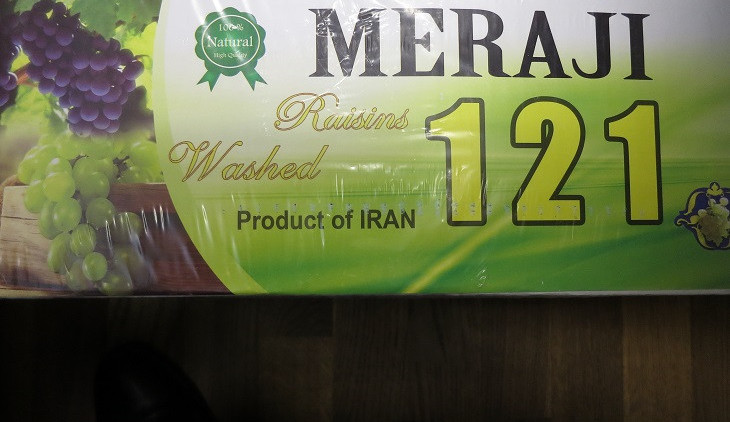 100%
Natural
High Quality
MERAJI
Raisins
Washed
121
Product of IRAN